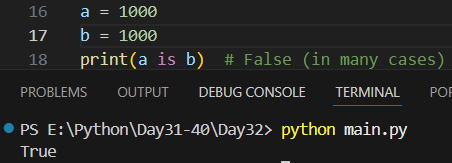 16 a = 1000
17 b = 1000
18 print(a is b)  # False (in many cases)
PROBLEMS OUTPUT DEBUG CONSOLE TERMINAL
PS E:\Python\Day31-40\Day32> python main.py
True